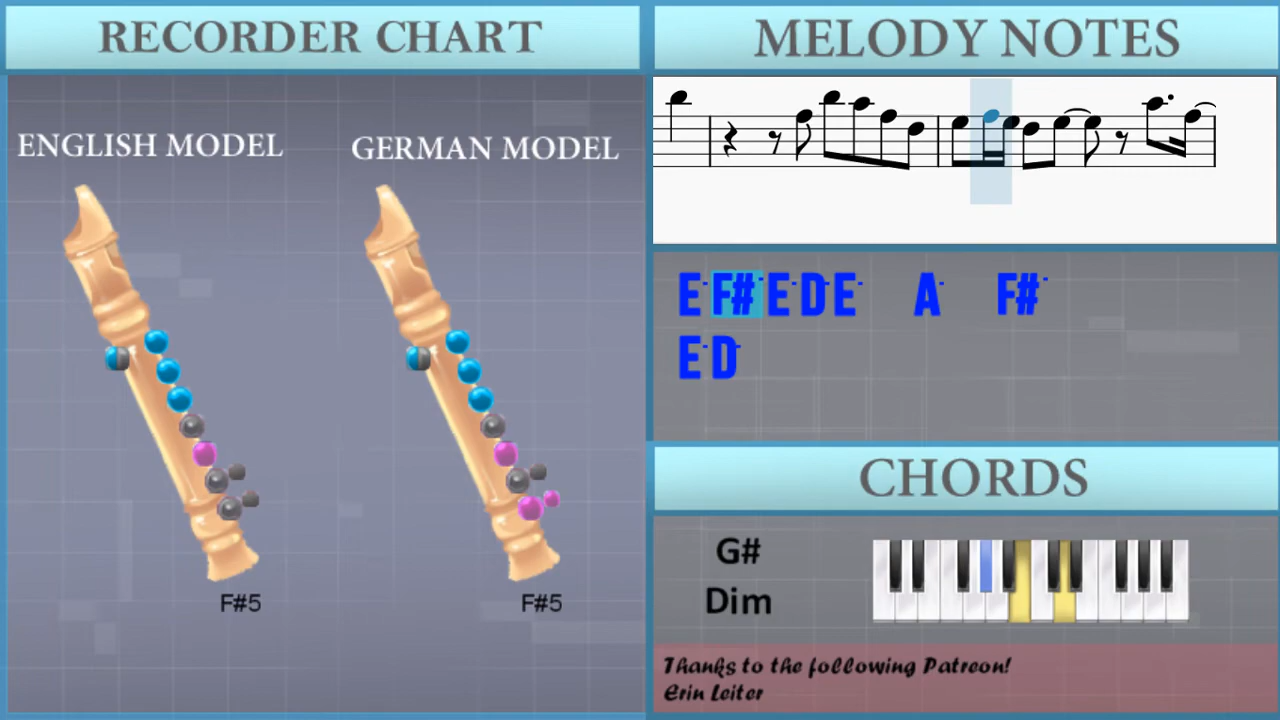 RECORDER CHART
ENGLISH MODEL
GERMAN MODEL
F#5
F#5
MELODY NOTES
E· F#· E· D· E· A· F#·
E· D·
CHORDS
G#
Dim
Thanks to the following Patreon!
Erin Leiter